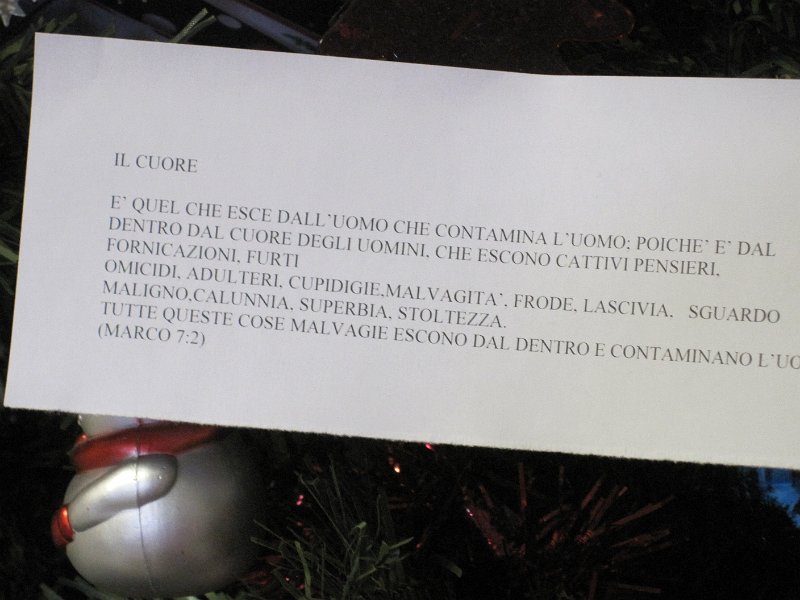 IL CUORE
E' QUEL CHE ESCE DALL'UOMO CHE CONTAMINA L'UOMO; POICHE' E' DAL
DENTRO DAL CUORE DEGLI UOMINI, CHE ESCONO CATTIVI PENSIERI,
FORNICAZIONI, FURTI
OMICIDI, ADULTERI, CUPIDIGIE,MALVAGITA', FRODE, LASCIVIA, SGUARDO
MALIGNO,CALUNNIA, SUPERBIA, STOLTEZZA.
TUTTE QUESTE COSE MALVAGIE ESCONO DAL DENTRO E CONTAMINANO L'UO
(MARCO 7:2)